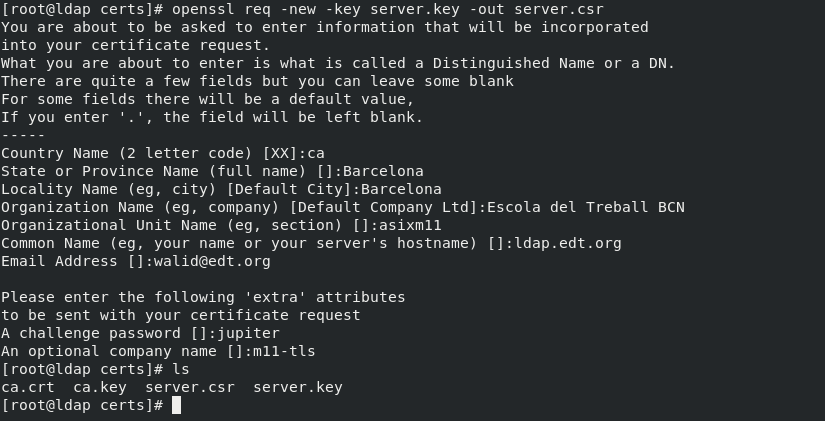 [root@ldap certs]# openssl req -new -key server.key -out server.csr
You are about to be asked to enter information that will be incorporated
into your certificate request.
What you are about to enter is what is called a Distinguished Name or a DN.
There are quite a few fields but you can leave some blank
For some fields there will be a default value,
If you enter '.', the field will be left blank.
-----
Country Name (2 letter code) [XX]:ca
State or Province Name (full name) []:Barcelona
Locality Name (eg, city) [Default City]:Barcelona
Organization Name (eg, company) [Default Company Ltd]:Escola del Treball BCN
Organizational Unit Name (eg, section) []:asixm11
Common Name (eg, your name or your server's hostname) []:ldap.edt.org
Email Address []:walid@edt.org

Please enter the following 'extra' attributes
to be sent with your certificate request
A challenge password []:jupiter
An optional company name []:m11-tls
[root@ldap certs]# ls
ca.crt  ca.key  server.csr  server.key
[root@ldap certs]#